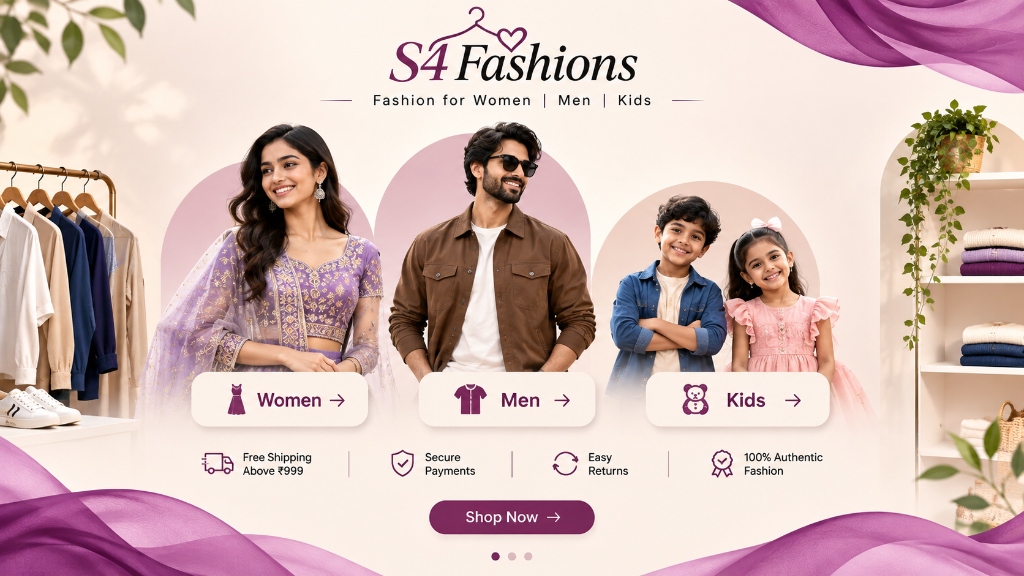 S4 Fashions
Fashion for Women | Men | Kids
Women →
Men →
Kids →
Free Shipping
Above ₹999
Secure
Payments
Easy
Returns
100% Authentic
Fashion
Shop Now →